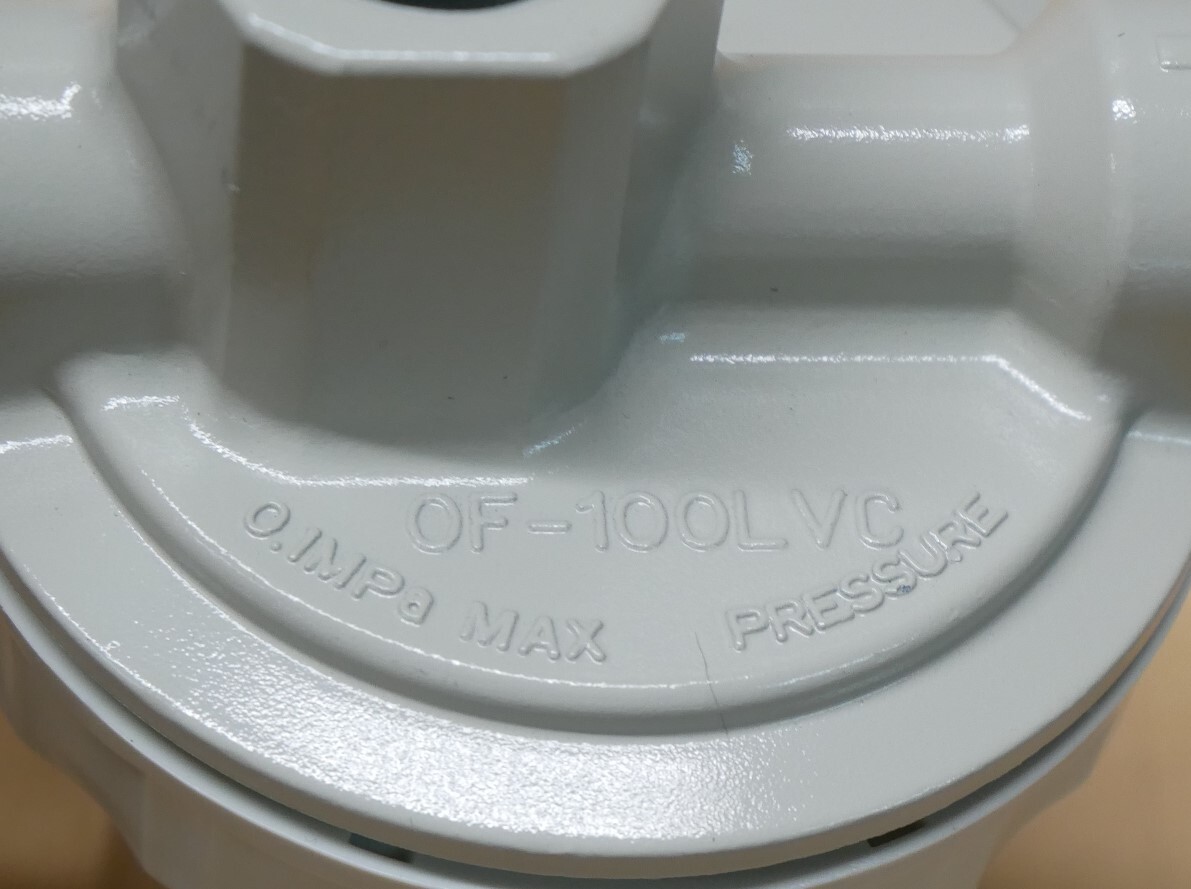 OF-100LVC
0.1MPa MAX PRESSURE